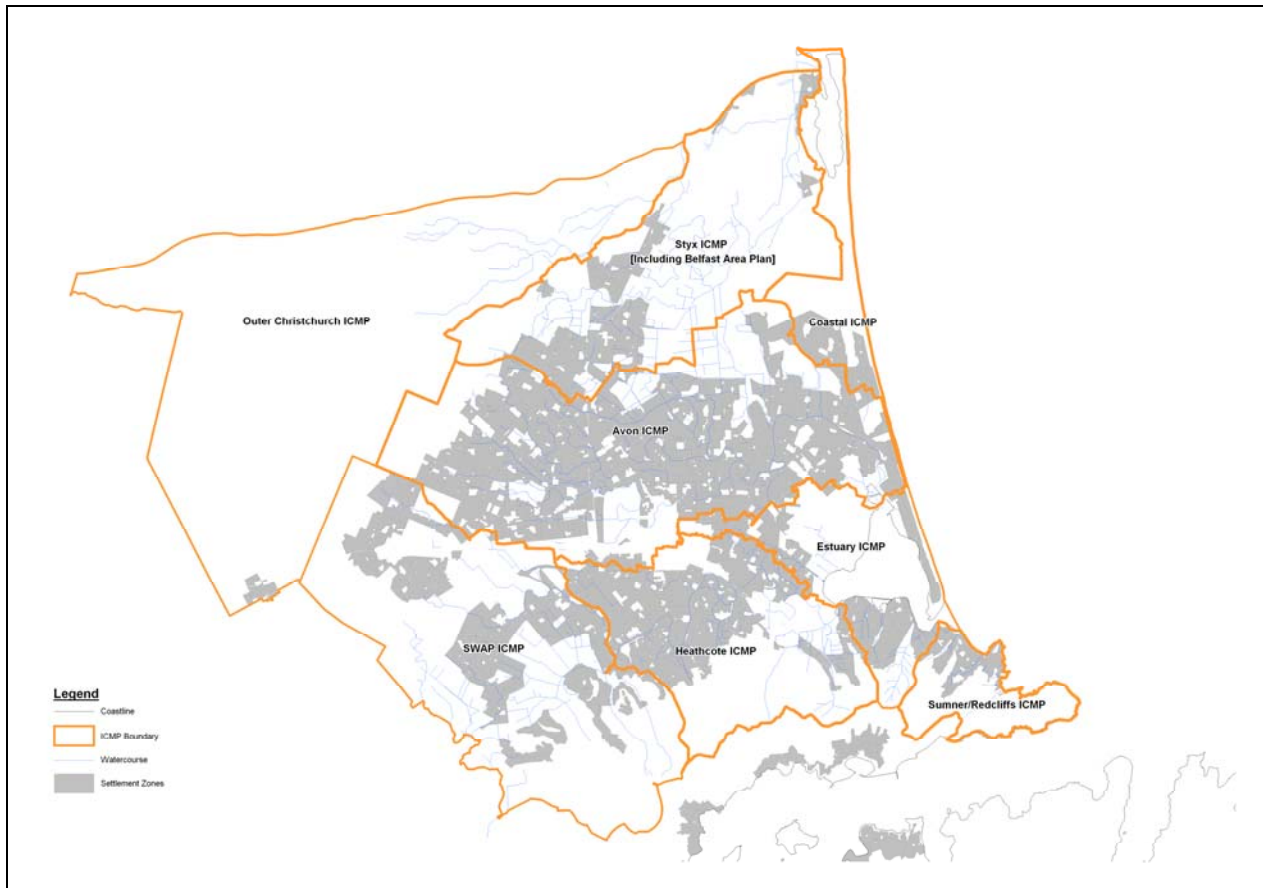 Styx ICMP
[Including Belfast Area Plan]
Outer Christchurch ICMP
Coastal ICMP
Avon ICMP
Estuary ICMP
SWAP ICMP
Heathcote ICMP
Sumner/Redcliffs ICMP
Legend
Coastline
ICMP Boundary
Watercourse
Settlement Zones